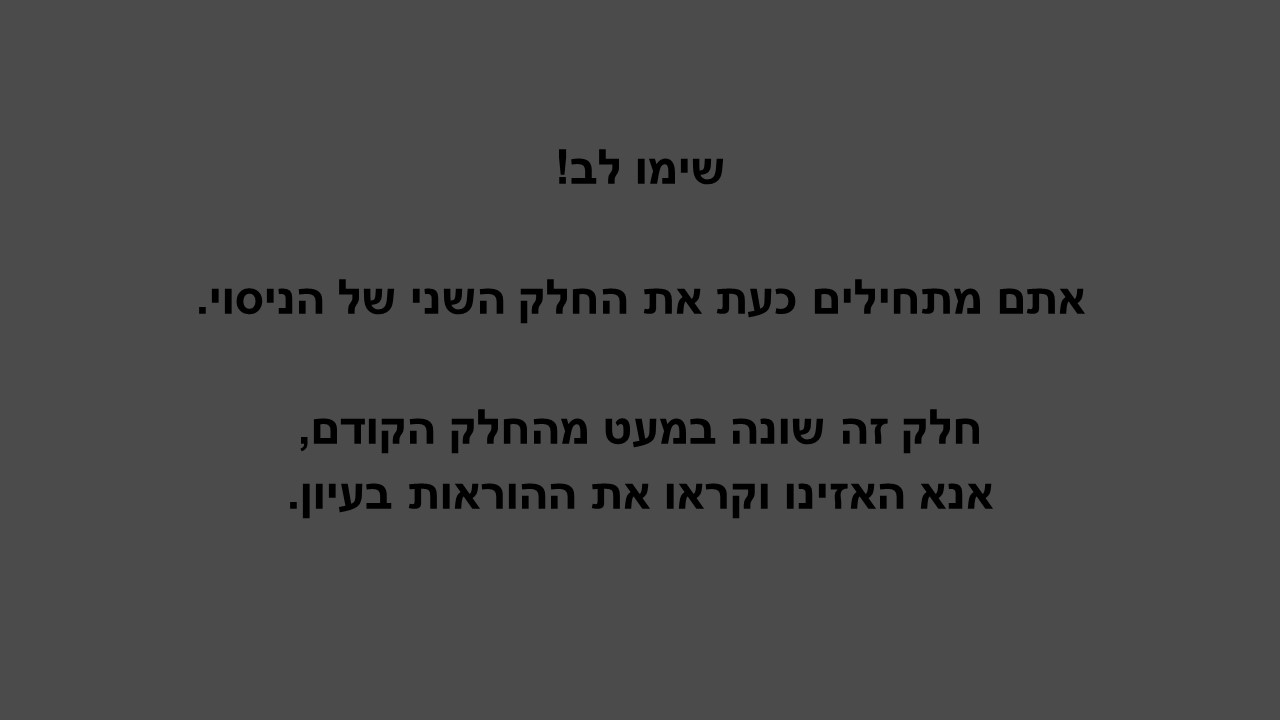 שימו לב!
אתם מתחילים כעת את החלק השני של הניסוי.
חלק זה שונה במעט מהחלק הקודם,
אנא האזינו וקראו את ההוראות בעיון.